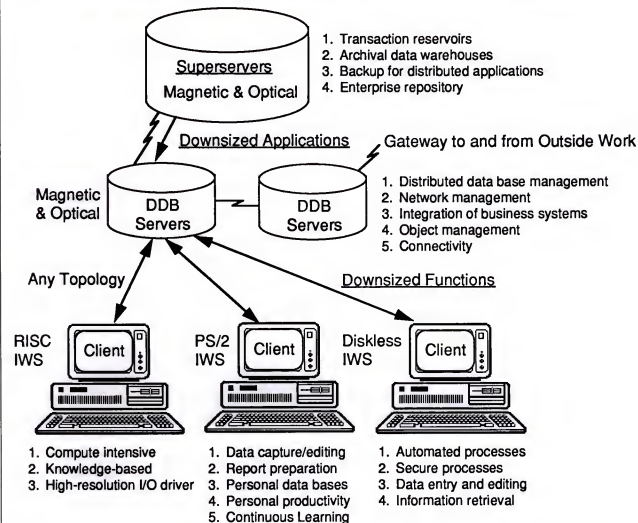 Superservers
Magnetic & Optical
1. Transaction reservoirs
2. Archival data warehouses
3. Backup for distributed applications
4. Enterprise repository
Downsized Applications
Gateway to and from Outside Work
Magnetic
& Optical
DDB
Servers
DDB
Servers
1. Distributed data base management
2. Network management
3. Integration of business systems
4. Object management
5. Connectivity
Any Topology
Downsized Functions
RISC
IWS
Client
PS/2
IWS
Client
Diskless
IWS
Client
1. Compute intensive
2. Knowledge-based
3. High-resolution I/O driver
1. Data capture/editing
2. Report preparation
3. Personal data bases
4. Personal productivity
5. Continuous Learning
1. Automated processes
2. Secure processes
3. Data entry and editing
4. Information retrieval